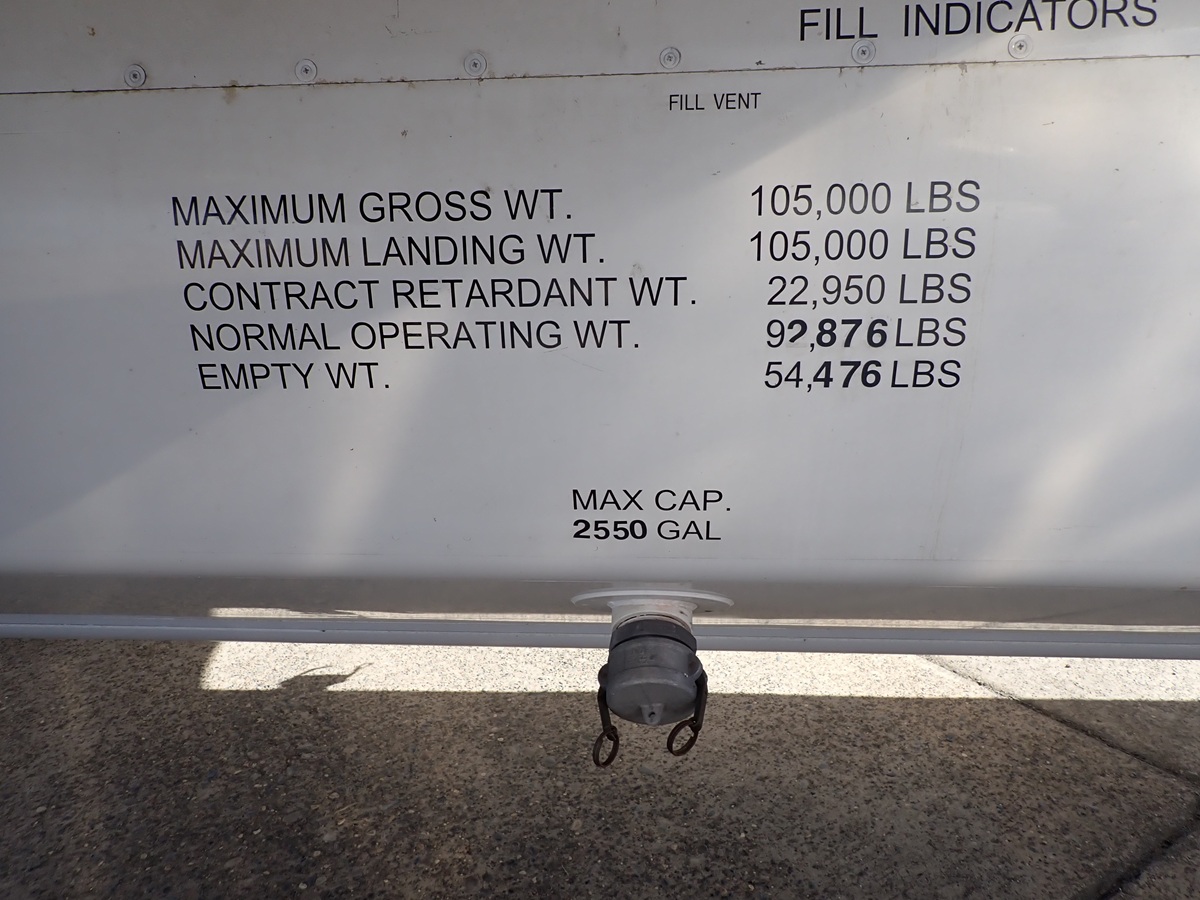 FILL INDICATORS
FILL VENT
MAXIMUM GROSS WT. 105,000 LBS
MAXIMUM LANDING WT. 105,000 LBS
CONTRACT RETARDANT WT. 22,950 LBS
NORMAL OPERATING WT. 92,876 LBS
EMPTY WT. 54,476 LBS
MAX CAP.
2550 GAL